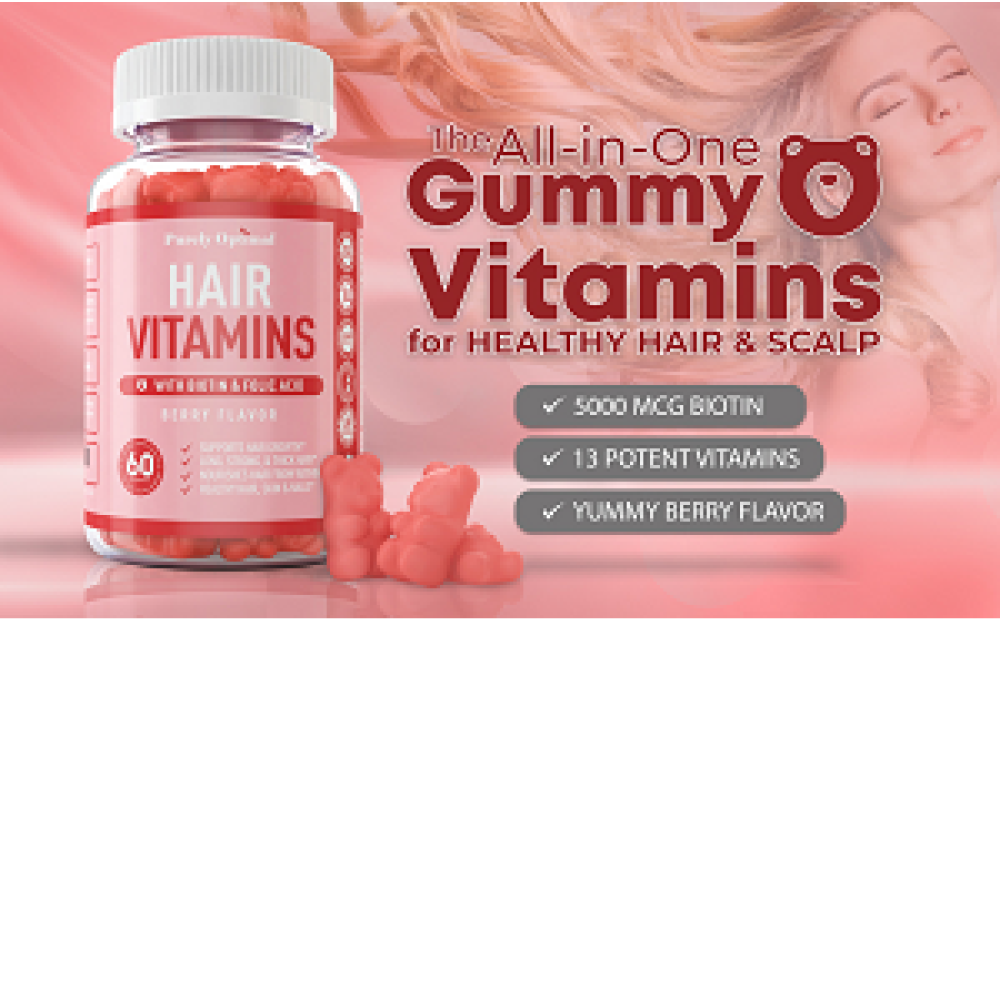 Purely Optimal
HAIR
VITAMINS
WITH BIOTIN & FOLIC ACID
BERRY FLAVOR
60
The All-in-One
Gummy
Vitamins
for HEALTHY HAIR & SCALP
5000 MCG BIOTIN
13 POTENT VITAMINS
YUMMY BERRY FLAVOR